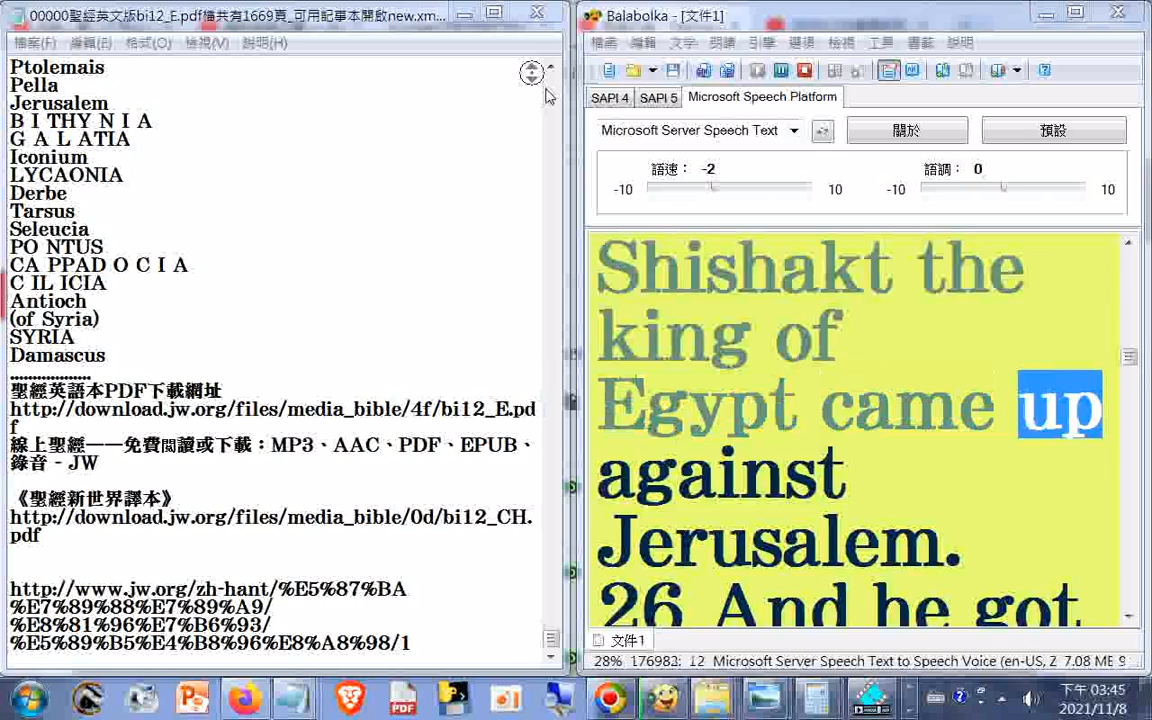 00000聖經英文版bi12_E.pdf檔共有1669頁_可用記事本開啟new.xm...
檔案(F) 編輯(E) 格式(O) 檢視(V) 說明(H)
Ptolemais
Pella
Jerusalem
B I THY N I A
G A L ATIA
Iconium
LYCAONIA
Derbe
Tarsus
Seleucia
PO NTUS
CA PPAD O C I A
C IL ICIA
Antioch
(of Syria)
SYRIA
Damascus
..................
聖經英語本PDF下載網址
http://download.jw.org/files/media_bible/4f/bi12_E.pd
f
線上聖經——免費閱讀或下載：MP3、AAC、PDF、EPUB、
錄音 - JW
《聖經新世界譯本》
http://download.jw.org/files/media_bible/0d/bi12_CH.
pdf
http://www.jw.org/zh-hant/%E5%87%BA
%E7%89%88%E7%89%A9/
%E8%81%96%E7%B6%93/
%E5%89%B5%E4%B8%96%E8%A8%98/1
Balabolka - [文件1]
檔案 編輯 文字 閱讀 引擎 選項 檢視 工具 書籤 說明
SAPI 4 SAPI 5 Microsoft Speech Platform
Microsoft Server Speech Text 關於 預設
語速： -2 語調： 0
-10 10 -10 10
Shishakt the
king of
Egypt came up
against
Jerusalem.
26 And he got
文件1
28% 176982: 12 Microsoft Server Speech Text to Speech Voice (en-US, Z 7.08 MB 9
下午 03:45
2021/11/8